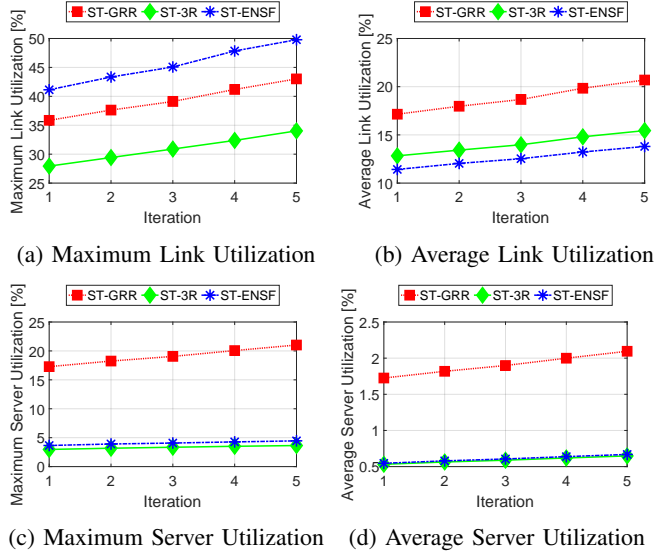 ST-GRR ST-3R ST-ENSF
Maximum Link Utilization [%]
50
45
40
35
30
25
1 2 3 4 5
Iteration
(a) Maximum Link Utilization
ST-GRR ST-3R ST-ENSF
Average Link Utilization [%]
25
20
15
10
1 2 3 4 5
Iteration
(b) Average Link Utilization
ST-GRR ST-3R ST-ENSF
Maximum Server Utilization [%]
25
20
15
10
5
0
1 2 3 4 5
Iteration
(c) Maximum Server Utilization
ST-GRR ST-3R ST-ENSF
Average Server Utilization [%]
2.5
2
1.5
1
0.5
1 2 3 4 5
Iteration
(d) Average Server Utilization